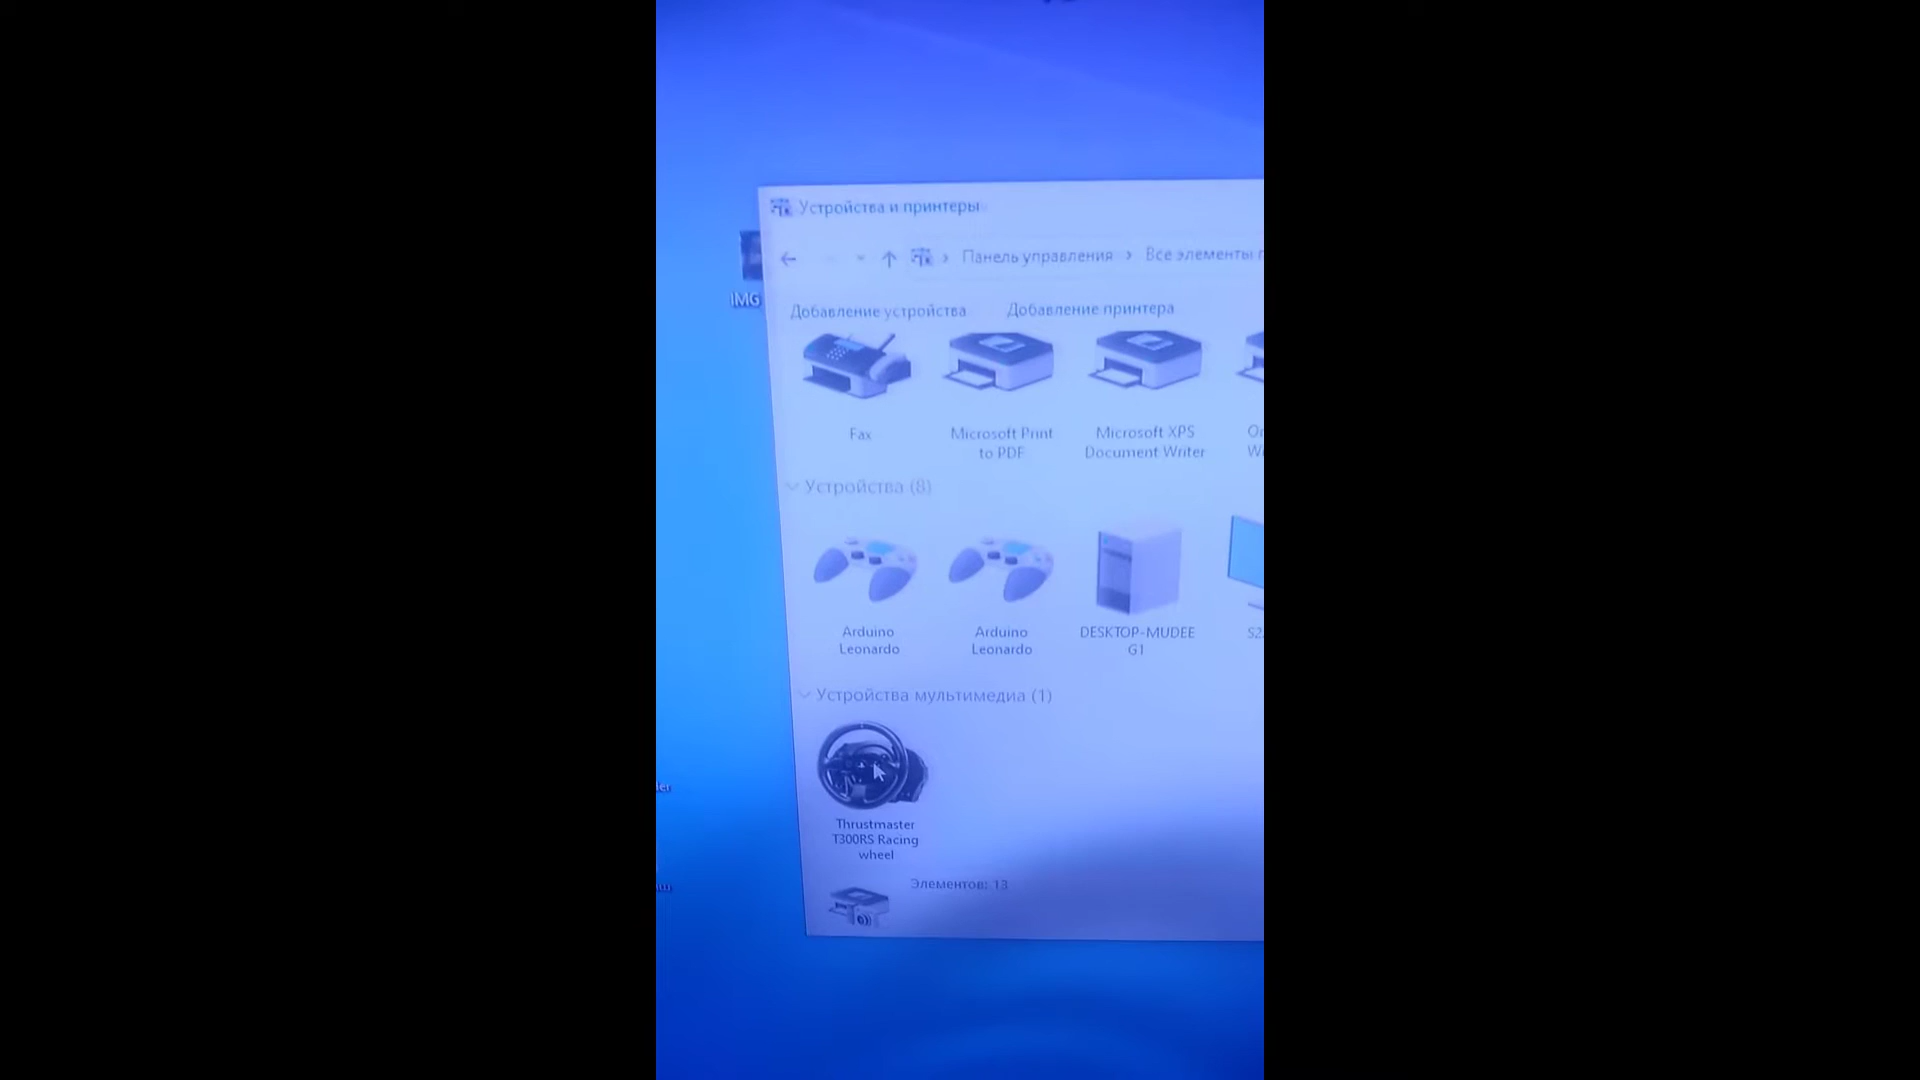 Устройства и принтеры
IMG
Панель управления
Все элементы
Добавление устройства
Добавление принтера
Fax
Microsoft Print
to PDF
Microsoft XPS
Document Writer
Устройства (8)
Arduino
Leonardo
Arduino
Leonardo
DESKTOP-MUDEE
G1
Устройства мультимедиа (1)
Thrustmaster
T300RS Racing
wheel
Элементов: 13